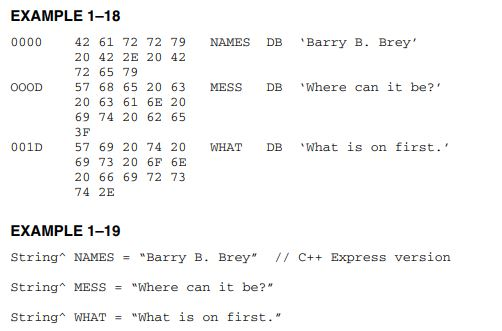 EXAMPLE 1–18
0000 42 61 72 72 79 NAMES DB ‘Barry B. Brey’
20 42 2E 20 42
72 65 79
OOOD 57 68 65 20 63 MESS DB ‘Where can it be?’
20 63 61 6E 20
69 74 20 62 65
3F
001D 57 69 20 74 20 WHAT DB ‘What is on first.’
69 73 20 6F 6E
20 66 69 72 73
74 2E
EXAMPLE 1–19
String^ NAMES = “Barry B. Brey” // C++ Express version
String^ MESS = “Where can it be?”
String^ WHAT = “What is on first.”